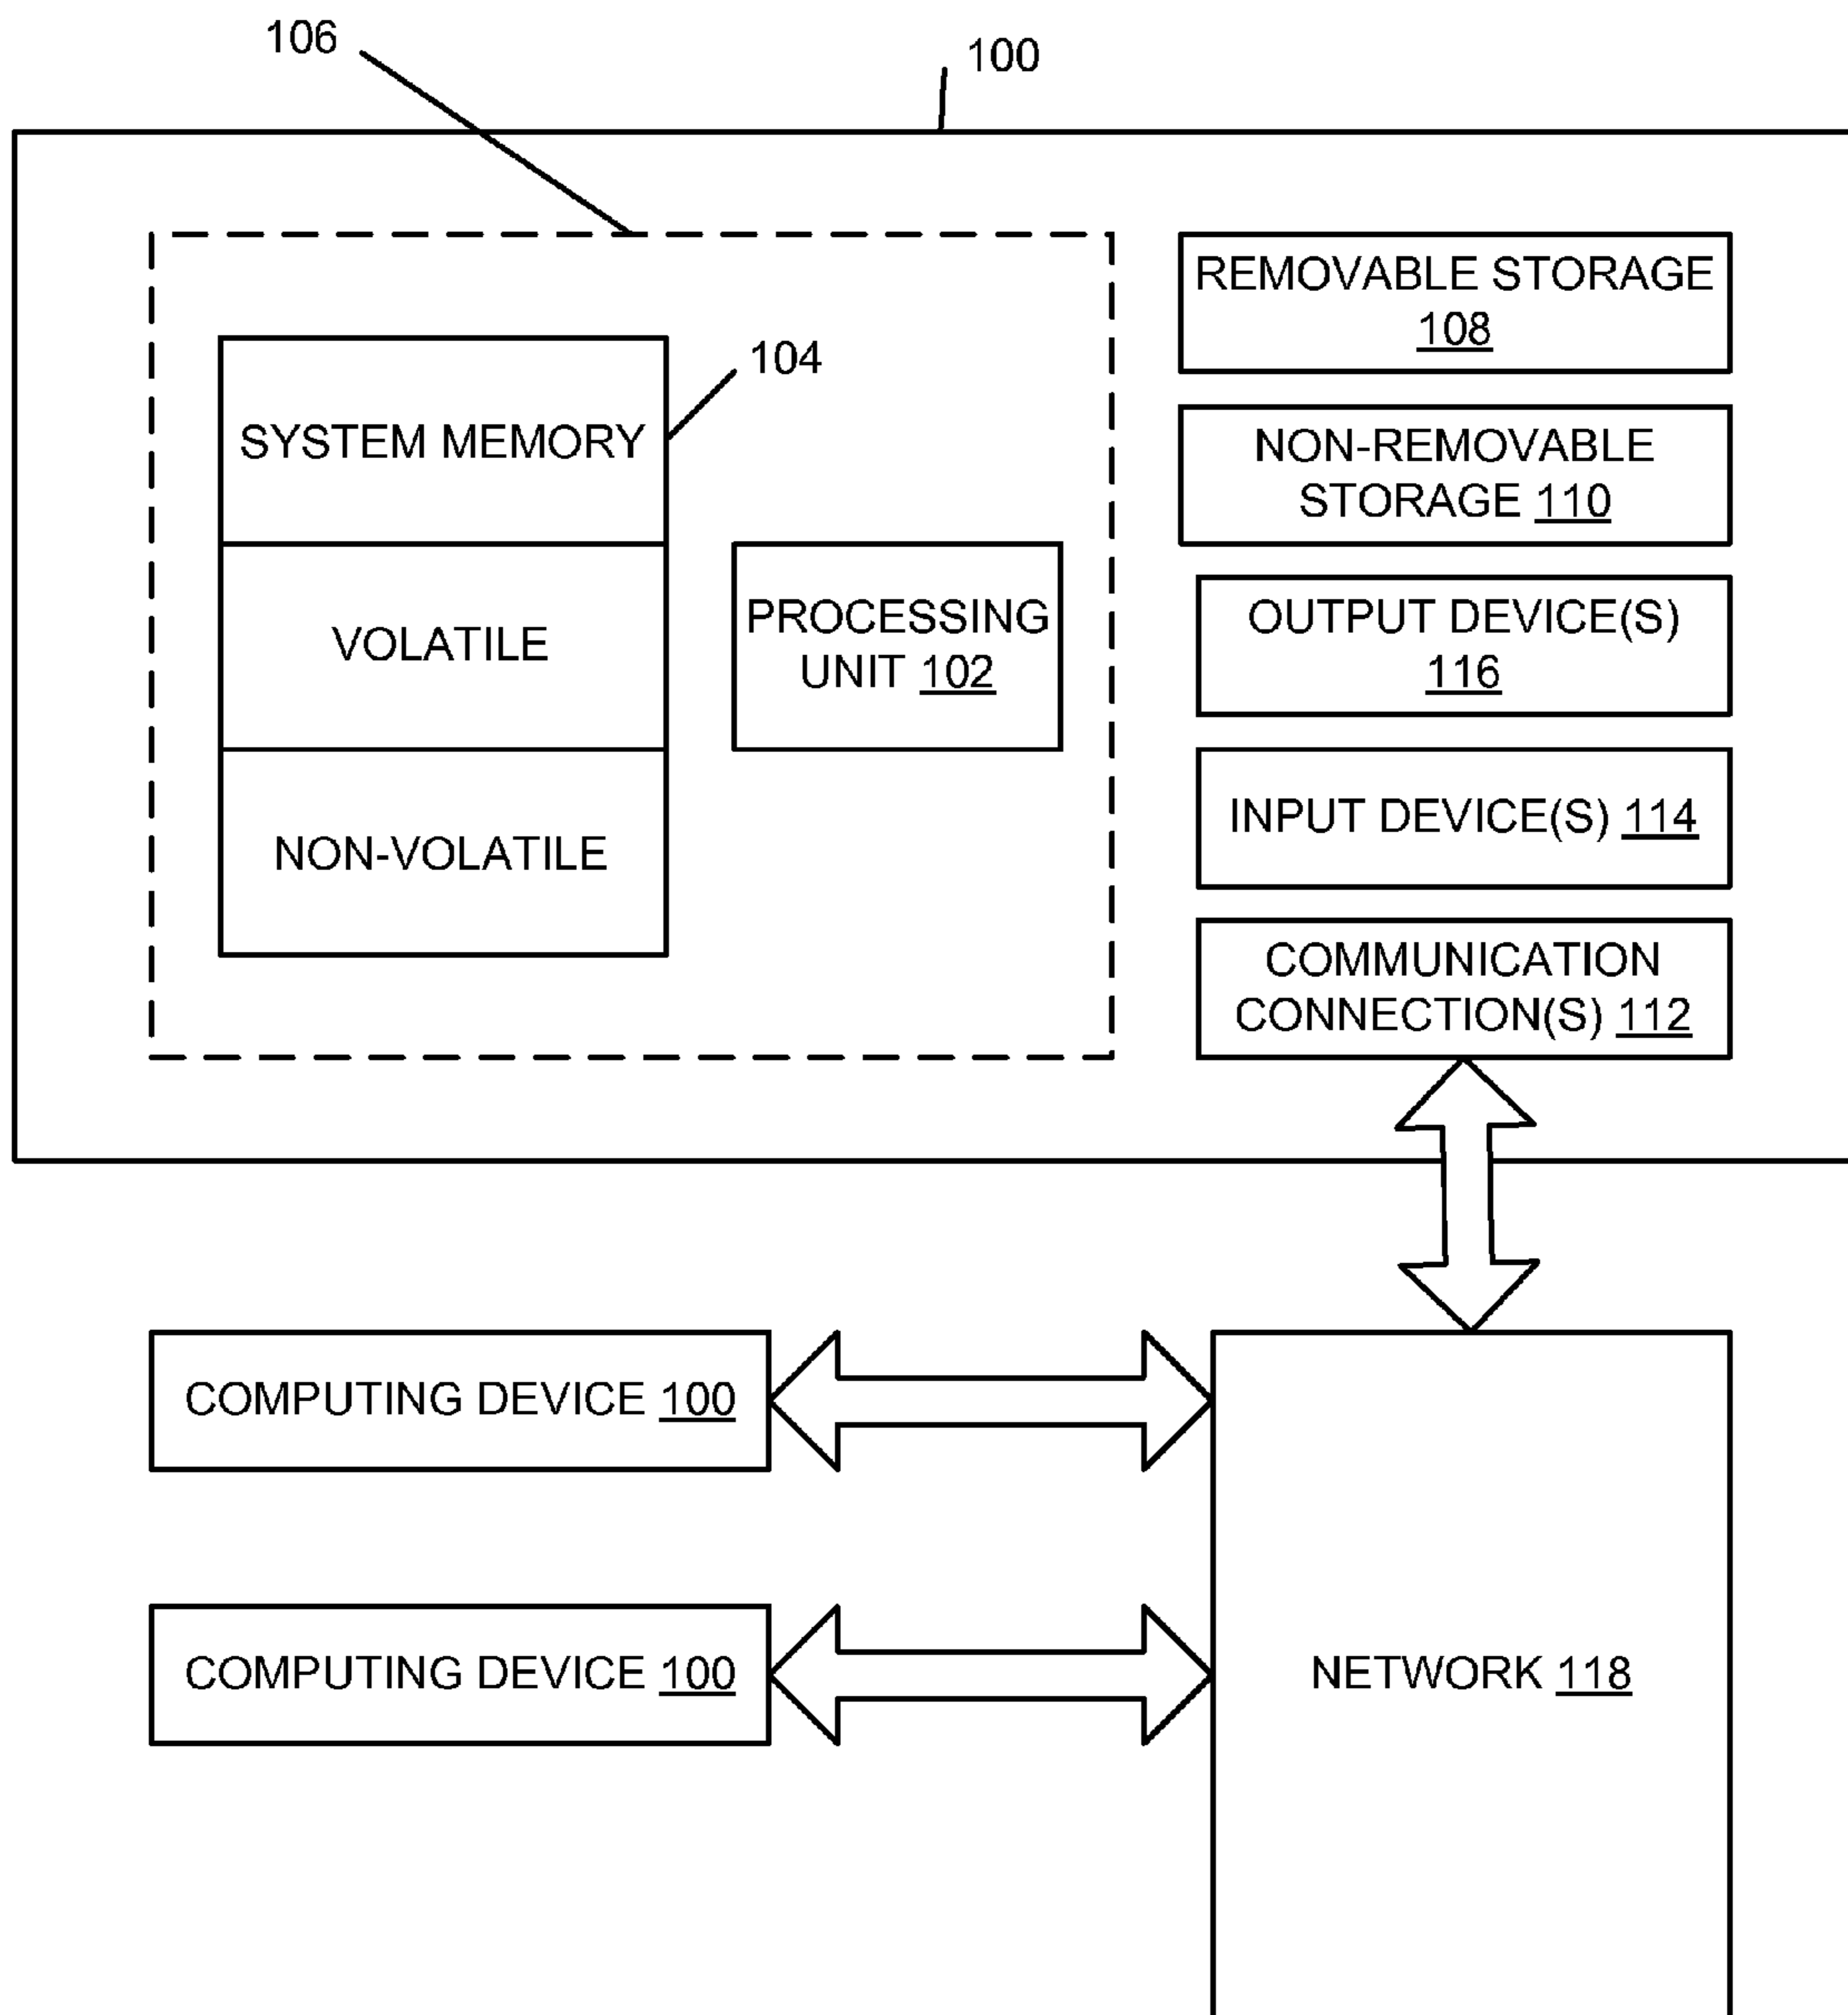 106
100
REMOVABLE STORAGE
108
104
SYSTEM MEMORY
NON-REMOVABLE
STORAGE 110
PROCESSING
UNIT 102
OUTPUT DEVICE(S)
116
VOLATILE
INPUT DEVICE(S) 114
NON-VOLATILE
COMMUNICATION
CONNECTION(S) 112
COMPUTING DEVICE 100
COMPUTING DEVICE 100
NETWORK 118